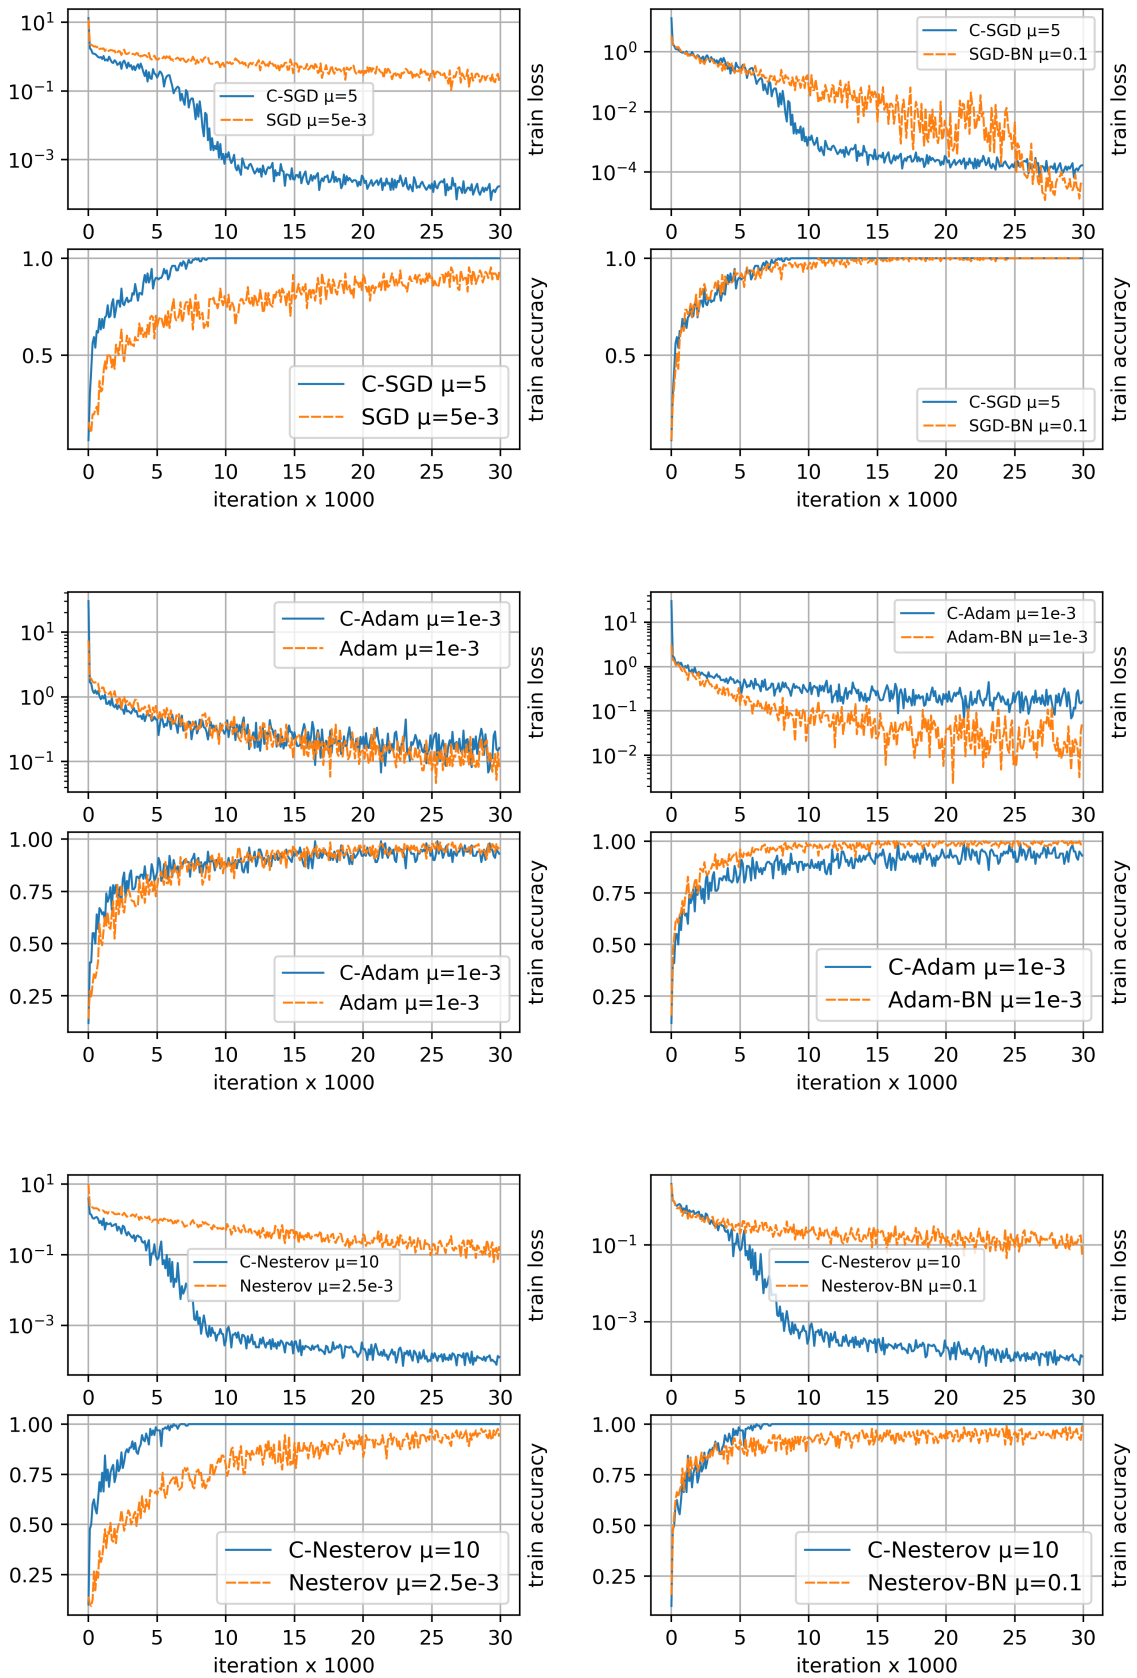 10^1
10^-1
10^-3
C-SGD μ=5
SGD μ=5e-3
train loss
0 5 10 15 20 25 30
1.0
0.5
C-SGD μ=5
SGD μ=5e-3
train accuracy
0 5 10 15 20 25 30
iteration x 1000
10^0
10^-2
10^-4
C-SGD μ=5
SGD-BN μ=0.1
train loss
0 5 10 15 20 25 30
1.0
0.5
C-SGD μ=5
SGD-BN μ=0.1
train accuracy
0 5 10 15 20 25 30
iteration x 1000
10^1
10^0
10^-1
C-Adam μ=1e-3
Adam μ=1e-3
train loss
0 5 10 15 20 25 30
1.00
0.75
0.50
0.25
C-Adam μ=1e-3
Adam μ=1e-3
train accuracy
0 5 10 15 20 25 30
iteration x 1000
10^1
10^0
10^-1
10^-2
C-Adam μ=1e-3
Adam-BN μ=1e-3
train loss
0 5 10 15 20 25 30
1.00
0.75
0.50
0.25
C-Adam μ=1e-3
Adam-BN μ=1e-3
train accuracy
0 5 10 15 20 25 30
iteration x 1000
10^1
10^-1
10^-3
C-Nesterov μ=10
Nesterov μ=2.5e-3
train loss
0 5 10 15 20 25 30
1.00
0.75
0.50
0.25
C-Nesterov μ=10
Nesterov μ=2.5e-3
train accuracy
0 5 10 15 20 25 30
iteration x 1000
10^-1
10^-3
C-Nesterov μ=10
Nesterov-BN μ=0.1
train loss
0 5 10 15 20 25 30
1.00
0.75
0.50
0.25
C-Nesterov μ=10
Nesterov-BN μ=0.1
train accuracy
0 5 10 15 20 25 30
iteration x 1000